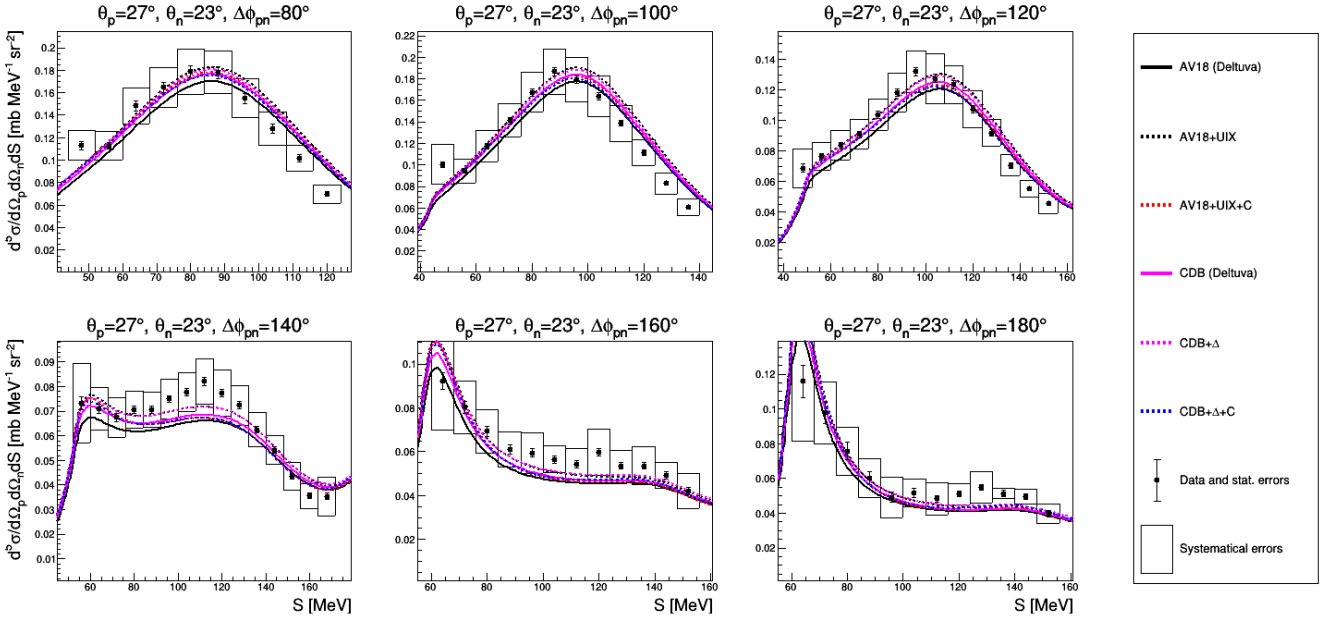 θp=27°, θn=23°, Δϕpn=80°
θp=27°, θn=23°, Δϕpn=100°
θp=27°, θn=23°, Δϕpn=120°
d⁵σ/dΩpdΩndS [mb MeV⁻¹ sr⁻²]
0.2
0.18
0.16
0.14
0.12
0.1
0.08
0.06
0.04
0.02
50 60 70 80 90 100 110 120
0.22
0.2
0.18
0.16
0.14
0.12
0.1
0.08
0.06
0.04
0.02
40 60 80 100 120 140
0.14
0.12
0.1
0.08
0.06
0.04
0.02
40 60 80 100 120 140 160
θp=27°, θn=23°, Δϕpn=140°
θp=27°, θn=23°, Δϕpn=160°
θp=27°, θn=23°, Δϕpn=180°
d⁵σ/dΩpdΩndS [mb MeV⁻¹ sr⁻²]
0.09
0.08
0.07
0.06
0.05
0.04
0.03
0.02
0.01
60 80 100 120 140 160
S [MeV]
0.1
0.08
0.06
0.04
0.02
60 80 100 120 140 160
S [MeV]
0.12
0.1
0.08
0.06
0.04
0.02
60 80 100 120 140 160
S [MeV]
AV18 (Deltuva)
AV18+UIX
AV18+UIX+C
CDB (Deltuva)
CDB+Δ
CDB+Δ+C
Data and stat. errors
Systematical errors